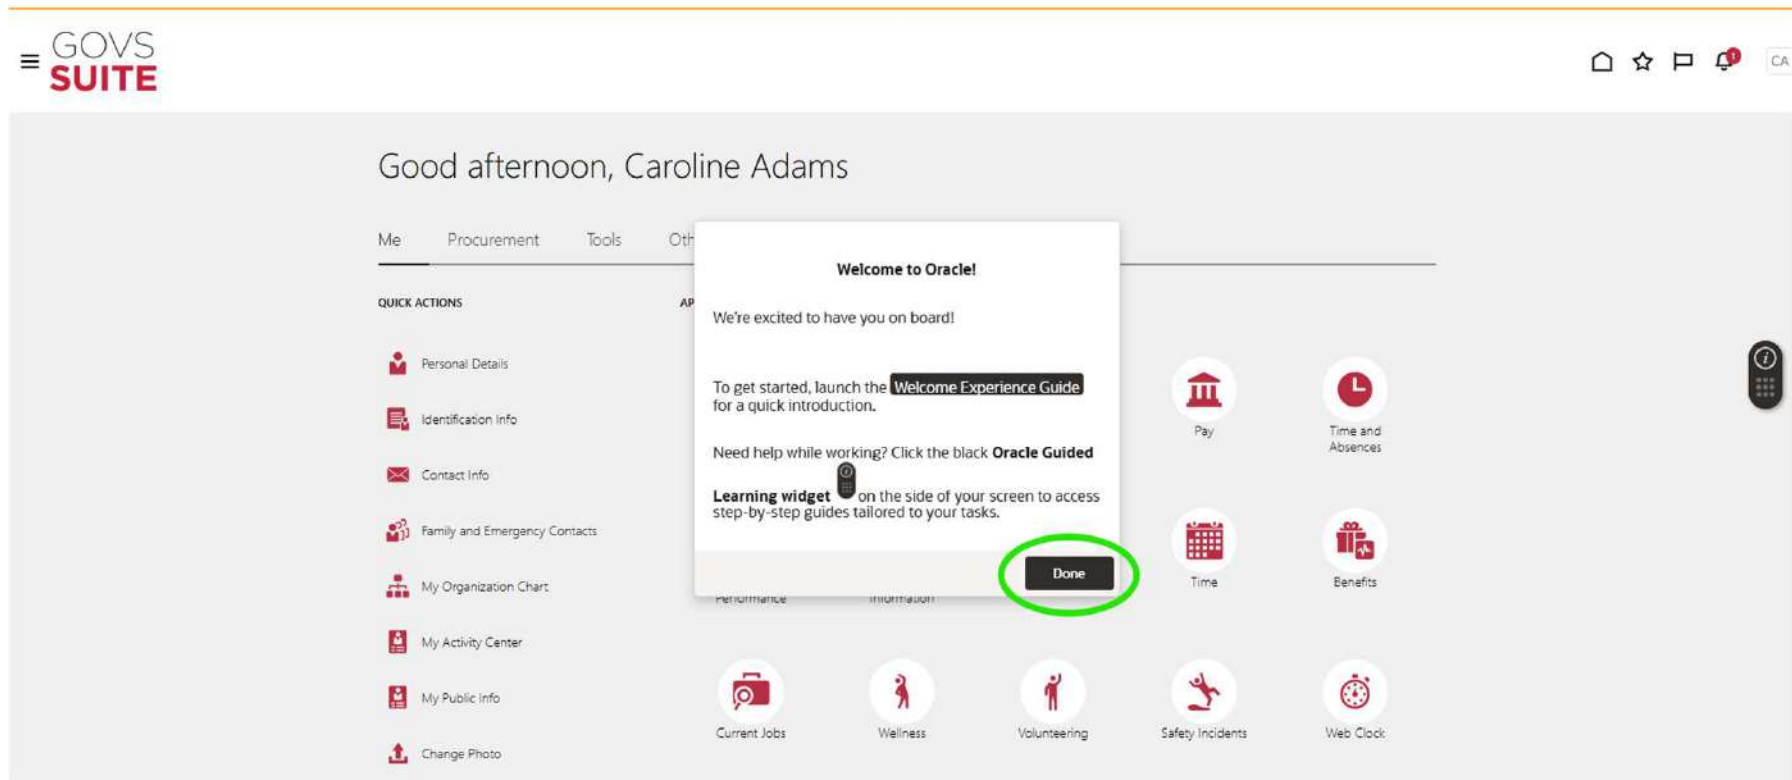 GOVS
SUITE
1
CA
Good afternoon, Caroline Adams
Me Procurement Tools Oth
QUICK ACTIONS
AP
Personal Details
Identification Info
Contact Info
Family and Emergency Contacts
My Organization Chart
My Activity Center
My Public Info
Change Photo
Welcome to Oracle!
We're excited to have you on board!
To get started, launch the Welcome Experience Guide
for a quick introduction.
Need help while working? Click the black Oracle Guided
Learning widget on the side of your screen to access
step-by-step guides tailored to your tasks.
Done
Pay
Time and
Absences
Performance
Information
Time
Benefits
Current Jobs
Wellness
Volunteering
Safety Incidents
Web Clock